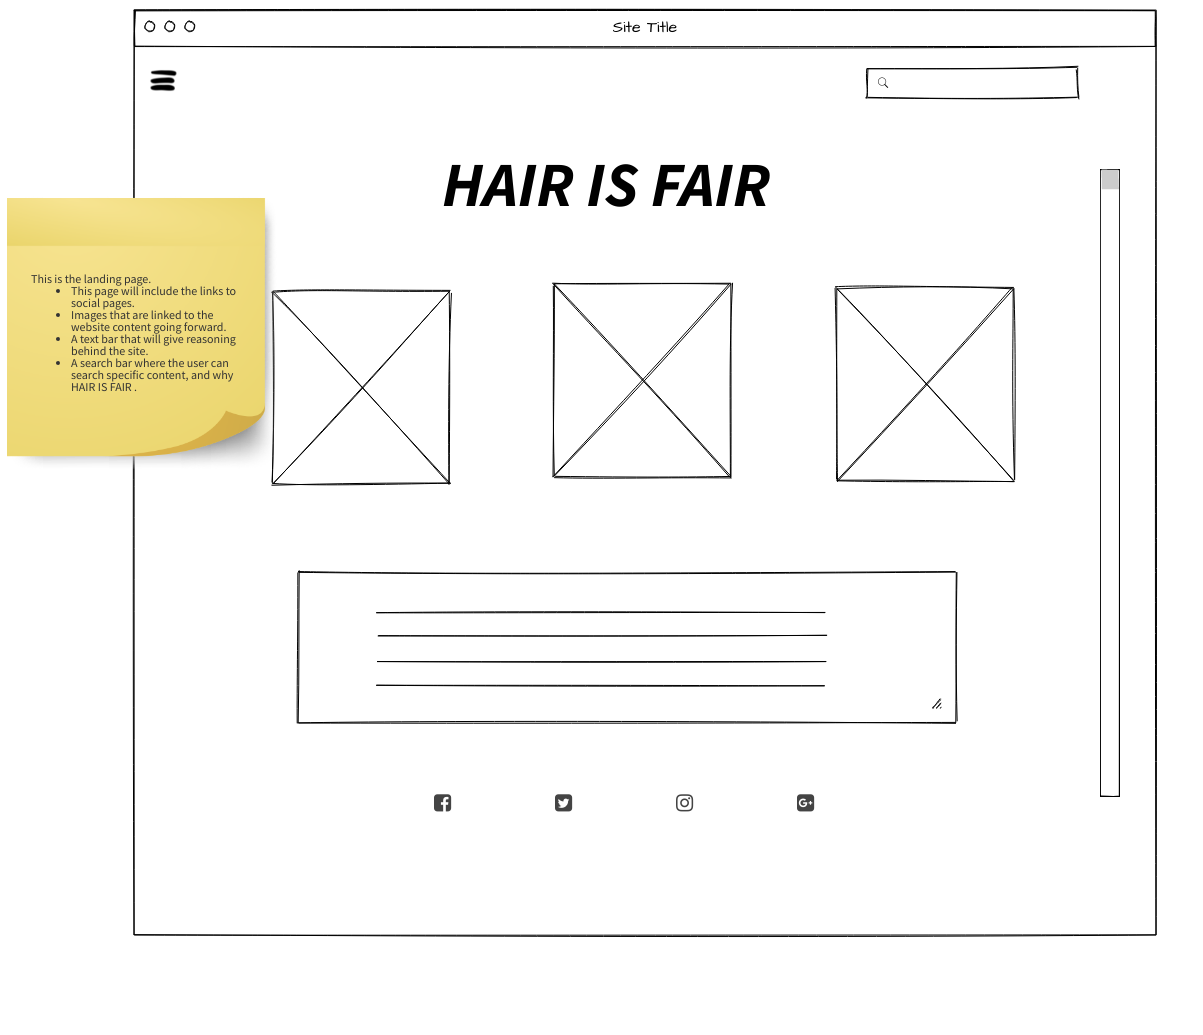 Site Title
HAIR IS FAIR
This is the landing page.
• This page will include the links to
social pages.
• Images that are linked to the
website content going forward.
• A text bar that will give reasoning
behind the site.
• A search bar where the user can
search specific content, and why
HAIR IS FAIR .